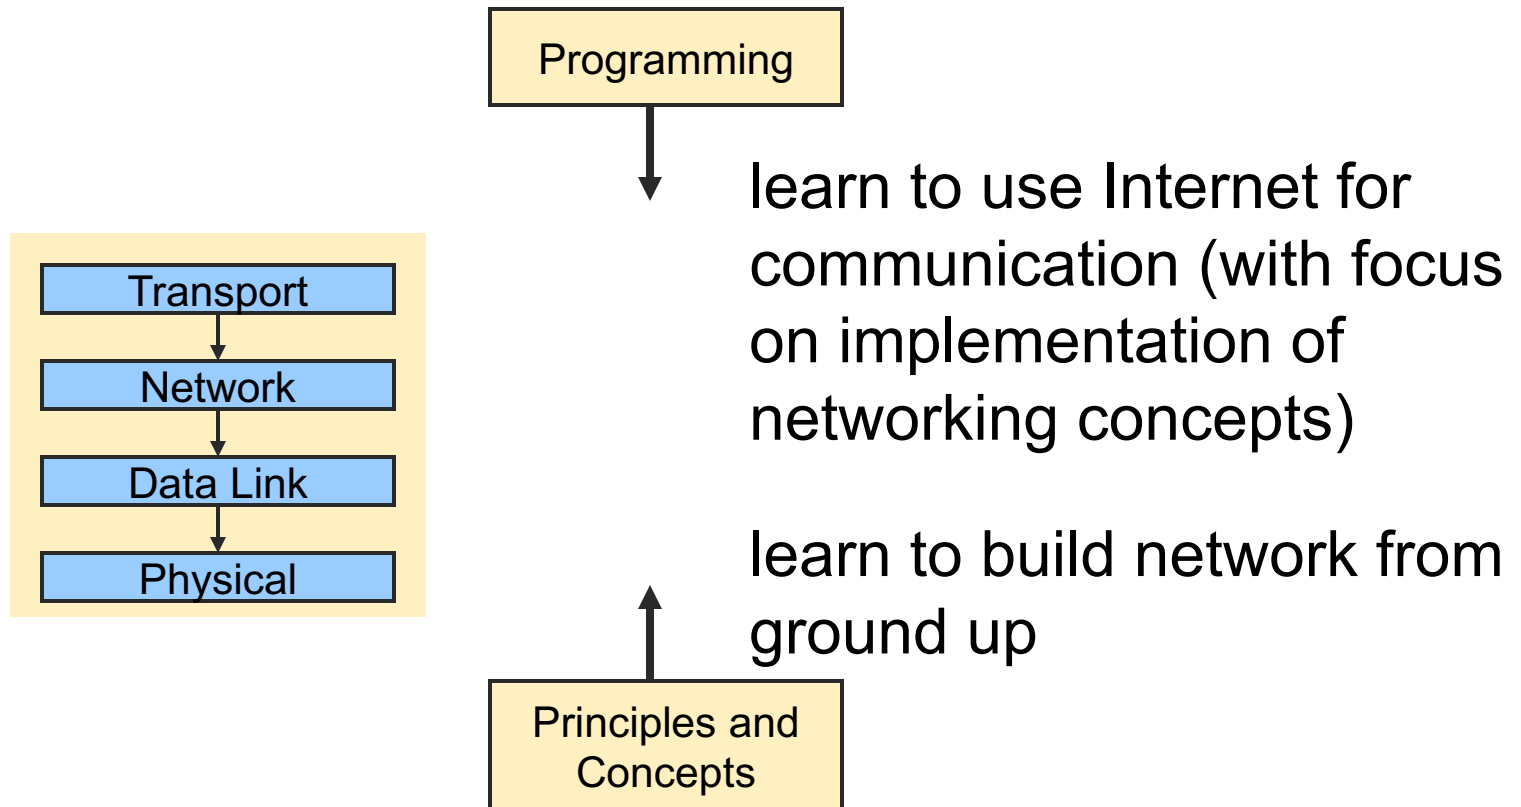 Programming
learn to use Internet for
communication (with focus
on implementation of
networking concepts)
Transport
Network
Data Link
Physical
learn to build network from
ground up
Principles and
Concepts